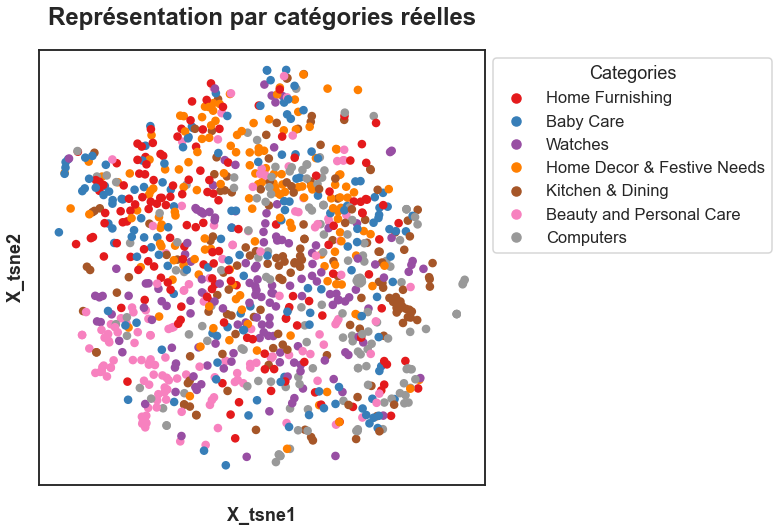 Représentation par catégories réelles
Categories
Home Furnishing
Baby Care
Watches
Home Decor & Festive Needs
Kitchen & Dining
Beauty and Personal Care
Computers
X_tsne2
X_tsne1